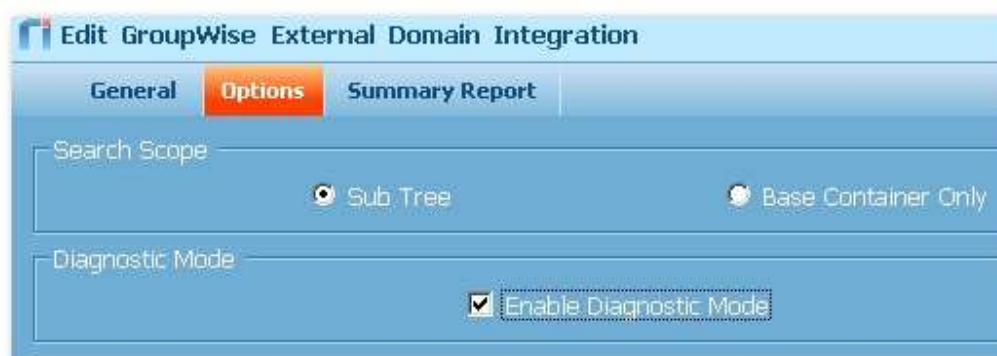 Edit GroupWise External Domain Integration
General Options Summary Report
Search Scope
Sub Tree Base Container Only
Diagnostic Mode
Enable Diagnostic Mode